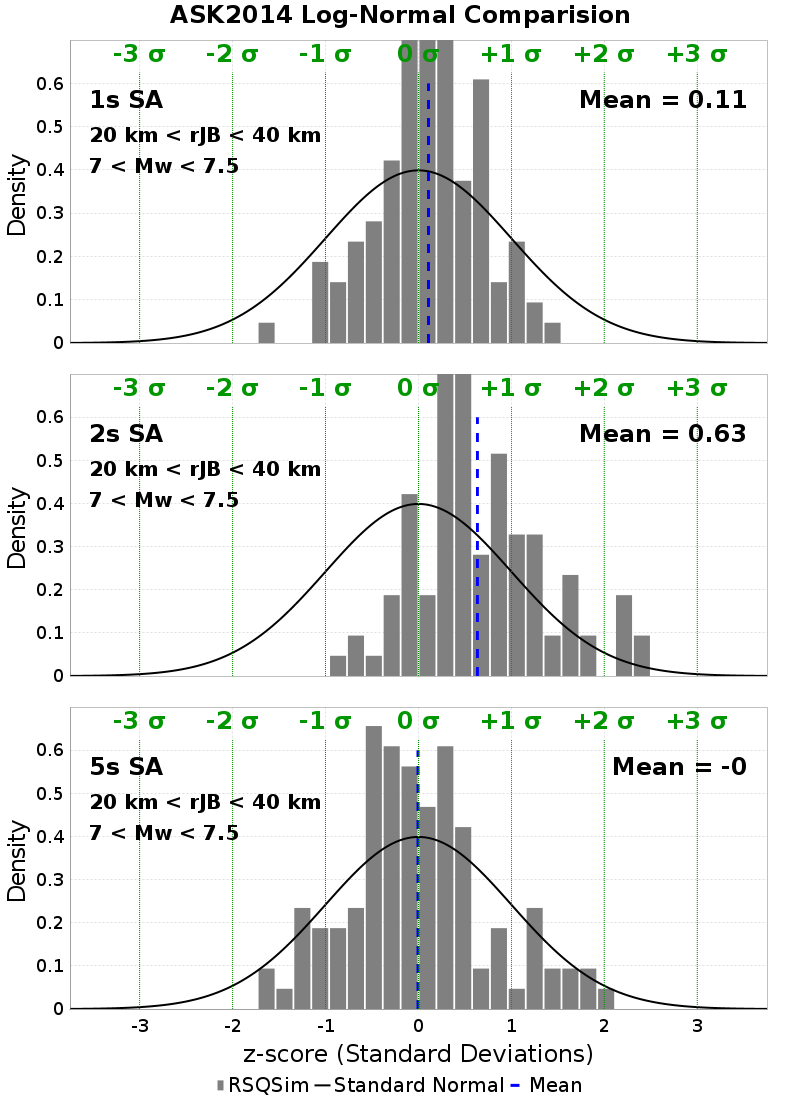 ASK2014 Log-Normal Comparision
-3 σ -2 σ -1 σ 0 σ +1 σ +2 σ +3 σ
1s SA
Mean = 0.11
20 km < rJB < 40 km
7 < Mw < 7.5
0.6
0.5
0.4
0.3
0.2
0.1
0
Density
-3 σ -2 σ -1 σ 0 σ +1 σ +2 σ +3 σ
2s SA
Mean = 0.63
20 km < rJB < 40 km
7 < Mw < 7.5
0.6
0.5
0.4
0.3
0.2
0.1
0
Density
-3 σ -2 σ -1 σ 0 σ +1 σ +2 σ +3 σ
5s SA
Mean = -0
20 km < rJB < 40 km
7 < Mw < 7.5
0.6
0.5
0.4
0.3
0.2
0.1
0
Density
-3 -2 -1 0 1 2 3
z-score (Standard Deviations)
RSQSim Standard Normal Mean